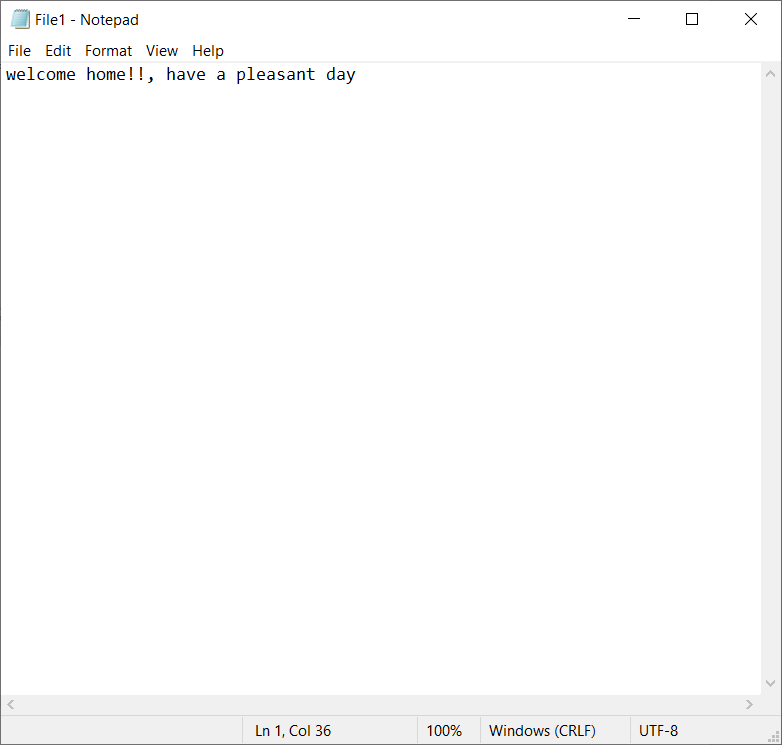 File1 - Notepad
File Edit Format View Help
welcome home!!, have a pleasant day
Ln 1, Col 36 100% Windows (CRLF) UTF-8